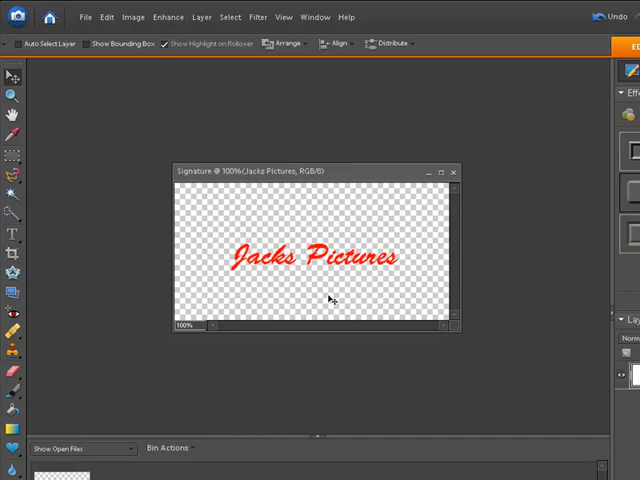 File Edit Image Enhance Layer Select Filter View Window Help Undo
Auto Select Layer Show Bounding Box Show Highlight on Rollover Arrange Align Distribute
Signature @ 100%(Jacks Pictures, RGB/8)
Jacks Pictures
100%
Show Open Files Bin Actions